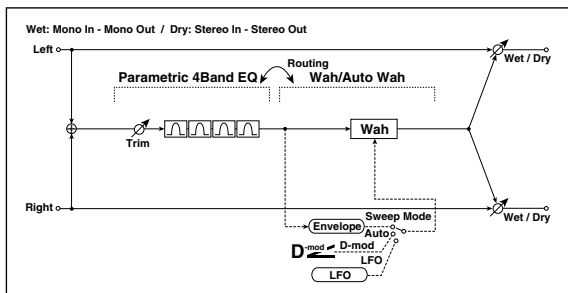 Wet: Mono In - Mono Out / Dry: Stereo In - Stereo Out
Left
Wet / Dry
Routing
Parametric 4Band EQ
Wah/Auto Wah
Trim
Wah
Right
Wet / Dry
Envelope
Sweep Mode
Auto
D-mod
D-mod
LFO
LFO